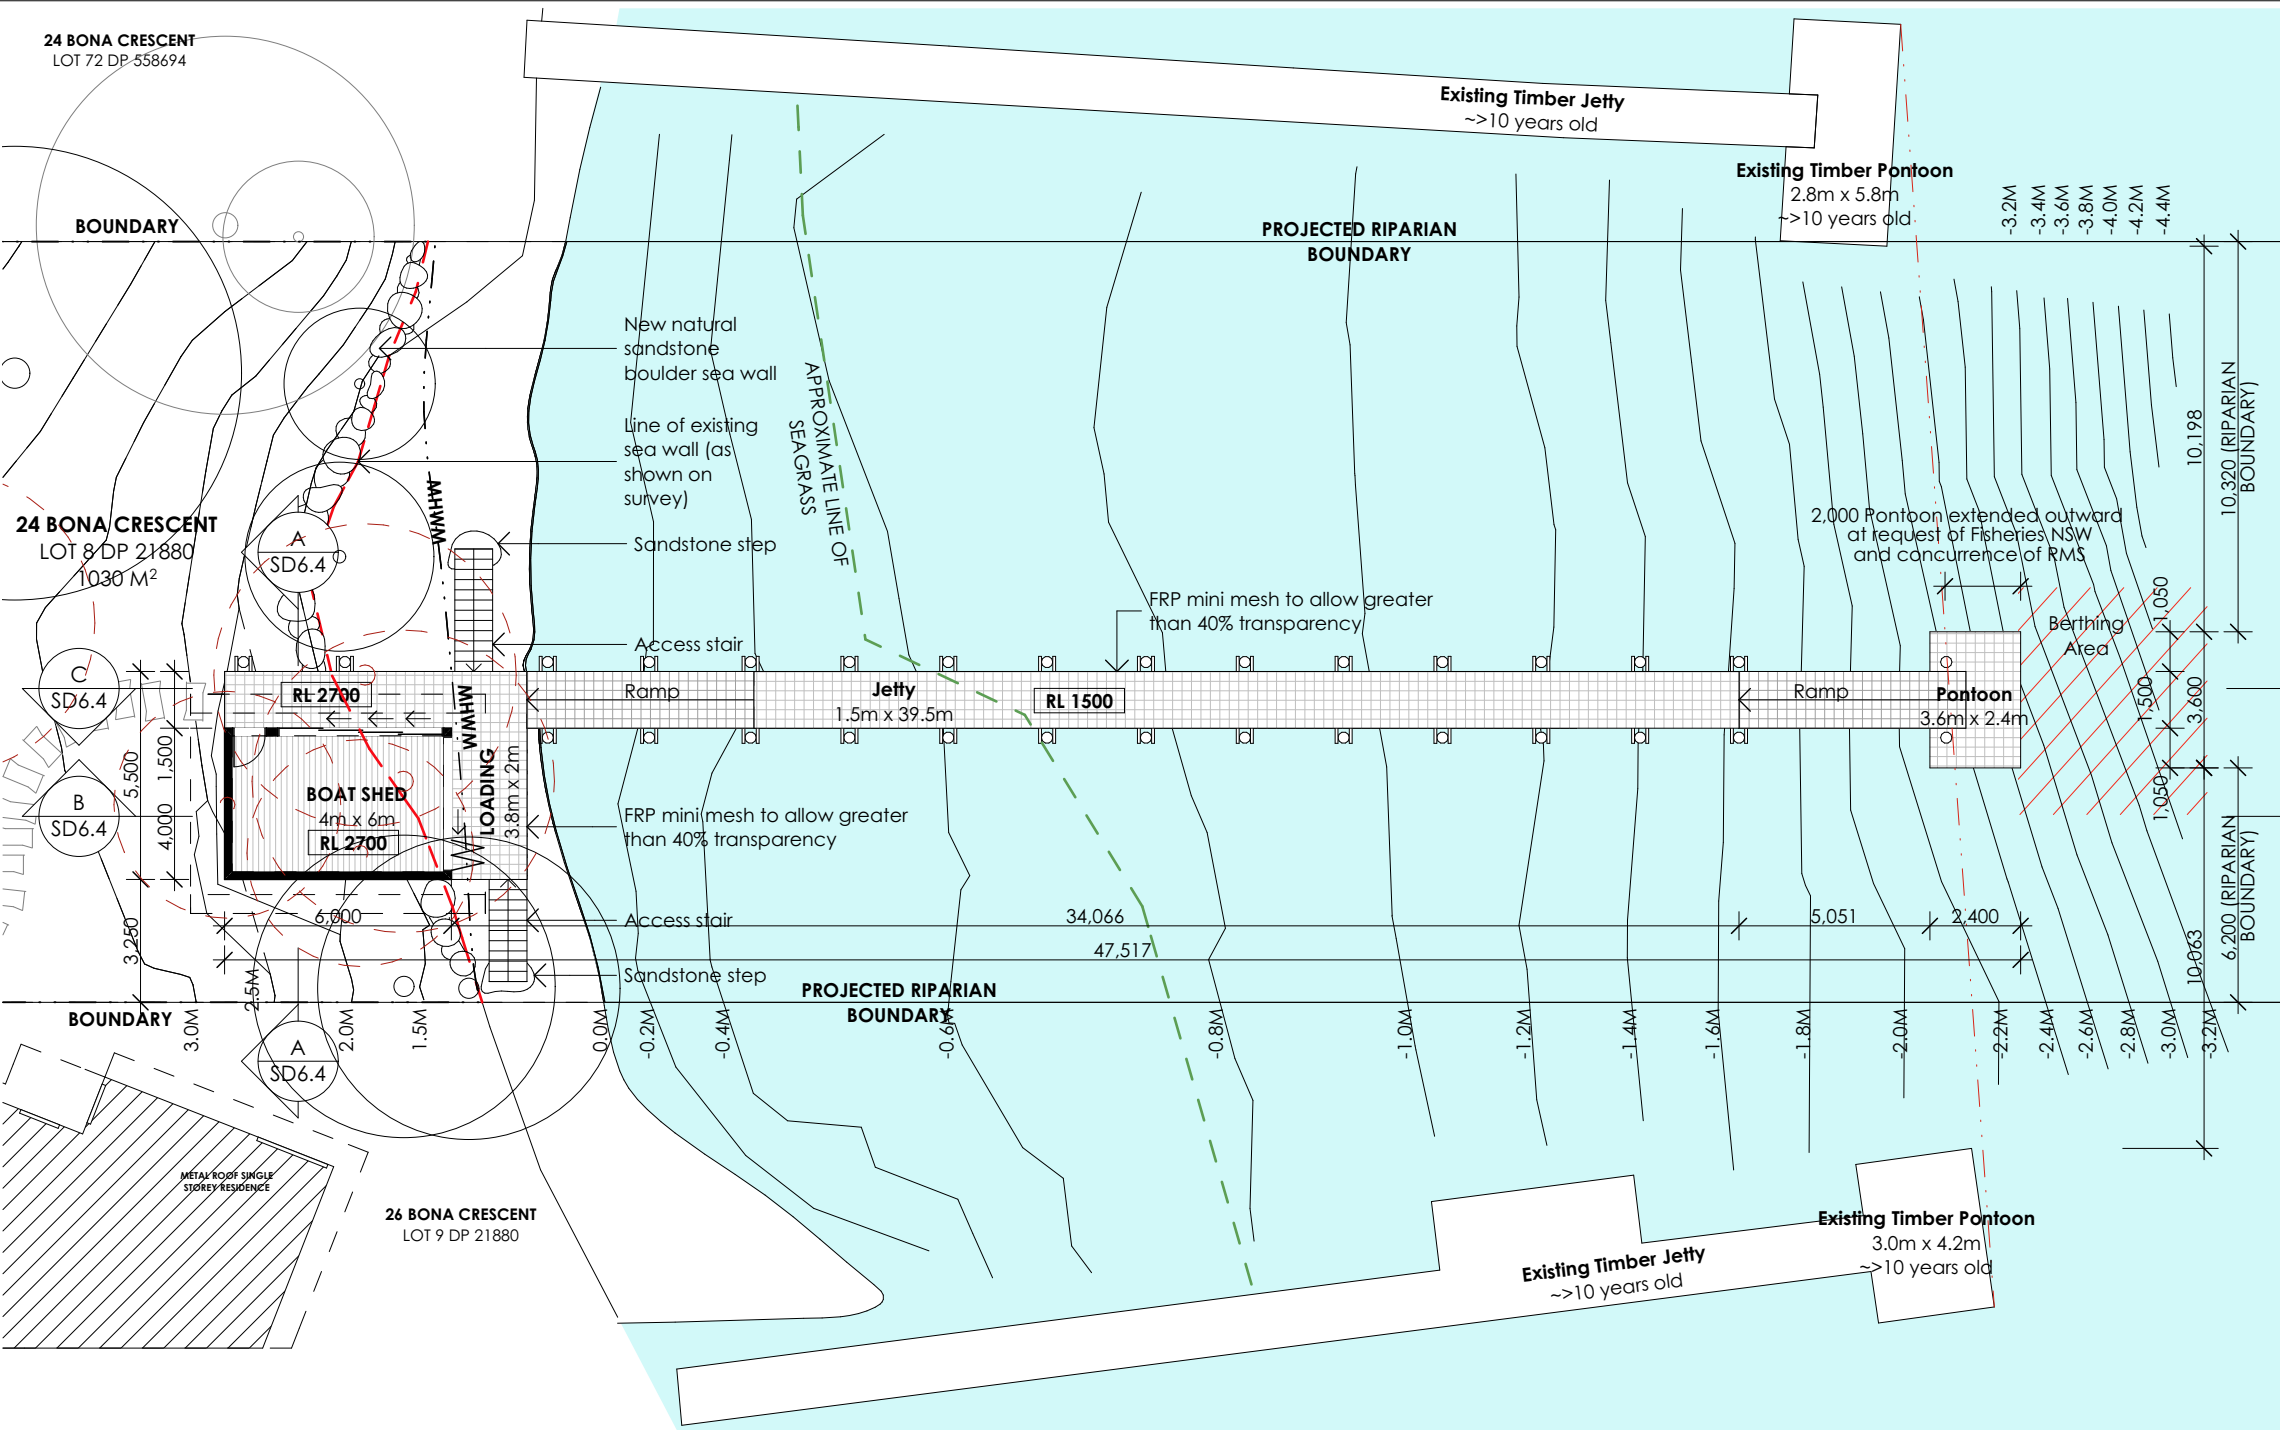 24 BONA CRESCENT
LOT 72 DP 558694
BOUNDARY
Existing Timber Jetty
~>10 years old
Existing Timber Pontoon
2.8m x 5.8m
~>10 years old
-3.2M
-3.4M
-3.6M
-3.8M
-4.0M
-4.2M
-4.4M
PROJECTED RIPARIAN
BOUNDARY
New natural
sandstone
boulder sea wall
Line of existing
sea wall (as
shown on
survey)
APPROXIMATE LINE OF
SEAGRASS
MHWM
10,198
10,320 (RIPARIAN
BOUNDARY)
24 BONA CRESCENT
LOT 8 DP 21880
1030 M²
A
SD6.4
Sandstone step
2,000 Pontoon extended outward
at request of Fisheries NSW
and concurrence of RMS
FRP mini mesh to allow greater
than 40% transparency
Access stair
Berthing
Area
1,050
C
SD6.4
RL 2700
Ramp
Jetty
1.5m x 39.5m
RL 1500
Ramp
Pontoon
3.6m x 2.4m
1,500
3,600
MHWM
LOADING
3.8m x 2m
5,500
1,500
4,000
B
SD6.4
BOAT SHED
4m x 6m
RL 2700
FRP mini mesh to allow greater
than 40% transparency
1,050
6,200 (RIPARIAN
BOUNDARY)
10,063
6,000
Access stair
34,066
5,051
2,400
47,517
3,250
Sandstone step
PROJECTED RIPARIAN
BOUNDARY
BOUNDARY
3.0M
2.5M
2.0M
1.5M
0.0M
-0.2M
-0.4M
-0.6M
-0.8M
-1.0M
-1.2M
-1.4M
-1.6M
-1.8M
-2.0M
-2.2M
-2.4M
-2.6M
-2.8M
-3.0M
-3.2M
A
SD6.4
METAL ROOF SINGLE
STOREY RESIDENCE
26 BONA CRESCENT
LOT 9 DP 21880
Existing Timber Jetty
~>10 years old
Existing Timber Pontoon
3.0m x 4.2m
~>10 years old